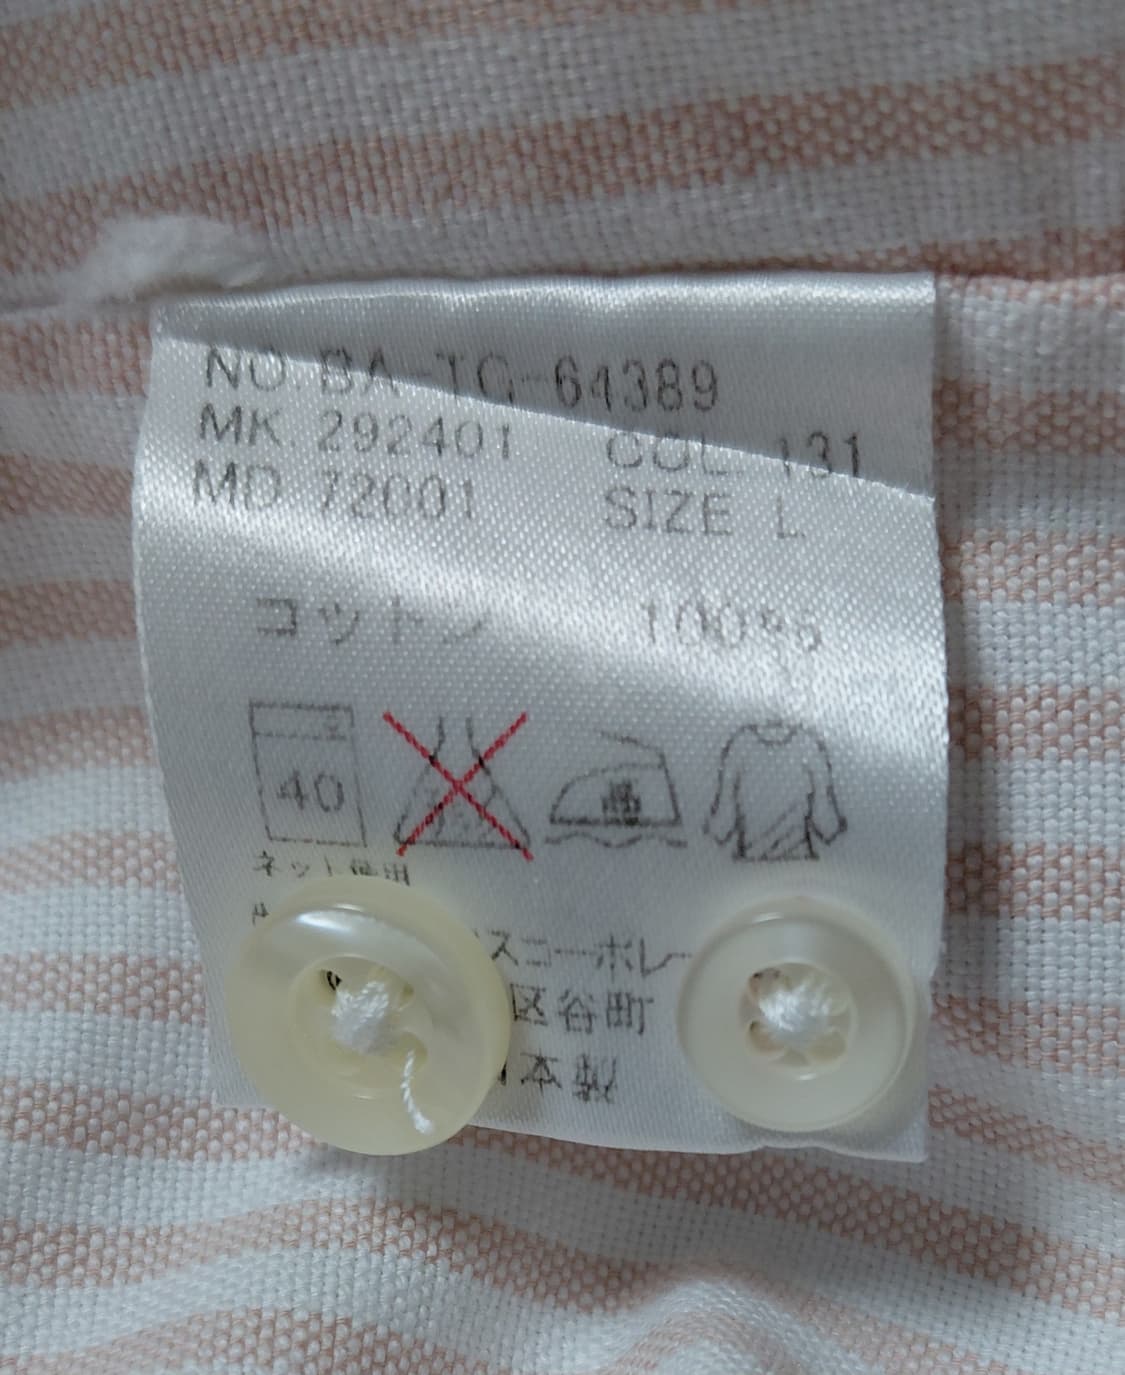 NO. BA-TG-64389
MK. 292401 COL. 131
MD. 72001 SIZE L
コットン 100%
40
ネット使用
スニーポレー
区谷町
本製